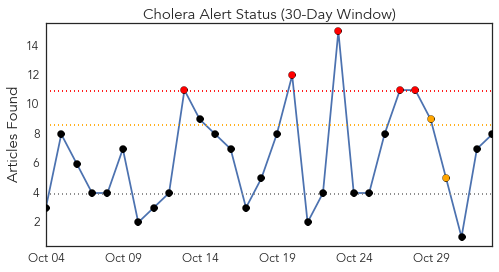 Cholera Alert Status (30-Day Window)
Articles Found
14
12
10
8
6
4
2
Oct 04 Oct 09 Oct 14 Oct 19 Oct 24 Oct 29